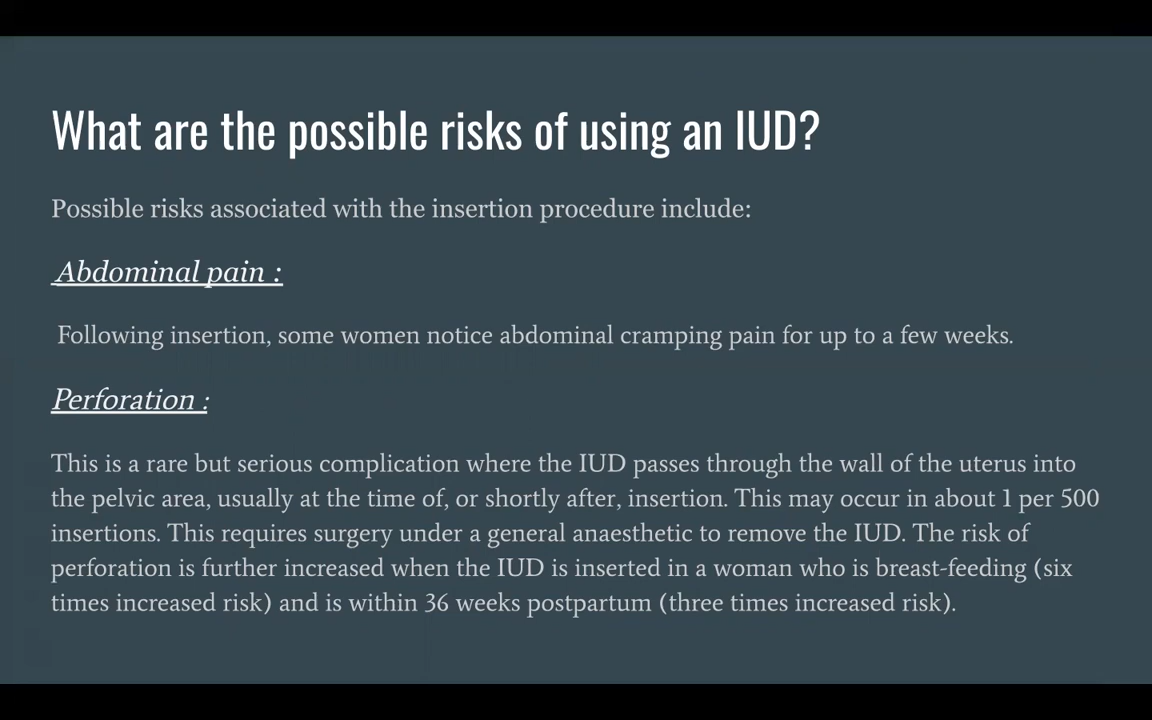 What are the possible risks of using an IUD?
Possible risks associated with the insertion procedure include:
Abdominal pain :
Following insertion, some women notice abdominal cramping pain for up to a few weeks.
Perforation :
This is a rare but serious complication where the IUD passes through the wall of the uterus into
the pelvic area, usually at the time of, or shortly after, insertion. This may occur in about 1 per 500
insertions. This requires surgery under a general anaesthetic to remove the IUD. The risk of
perforation is further increased when the IUD is inserted in a woman who is breast-feeding (six
times increased risk) and is within 36 weeks postpartum (three times increased risk).